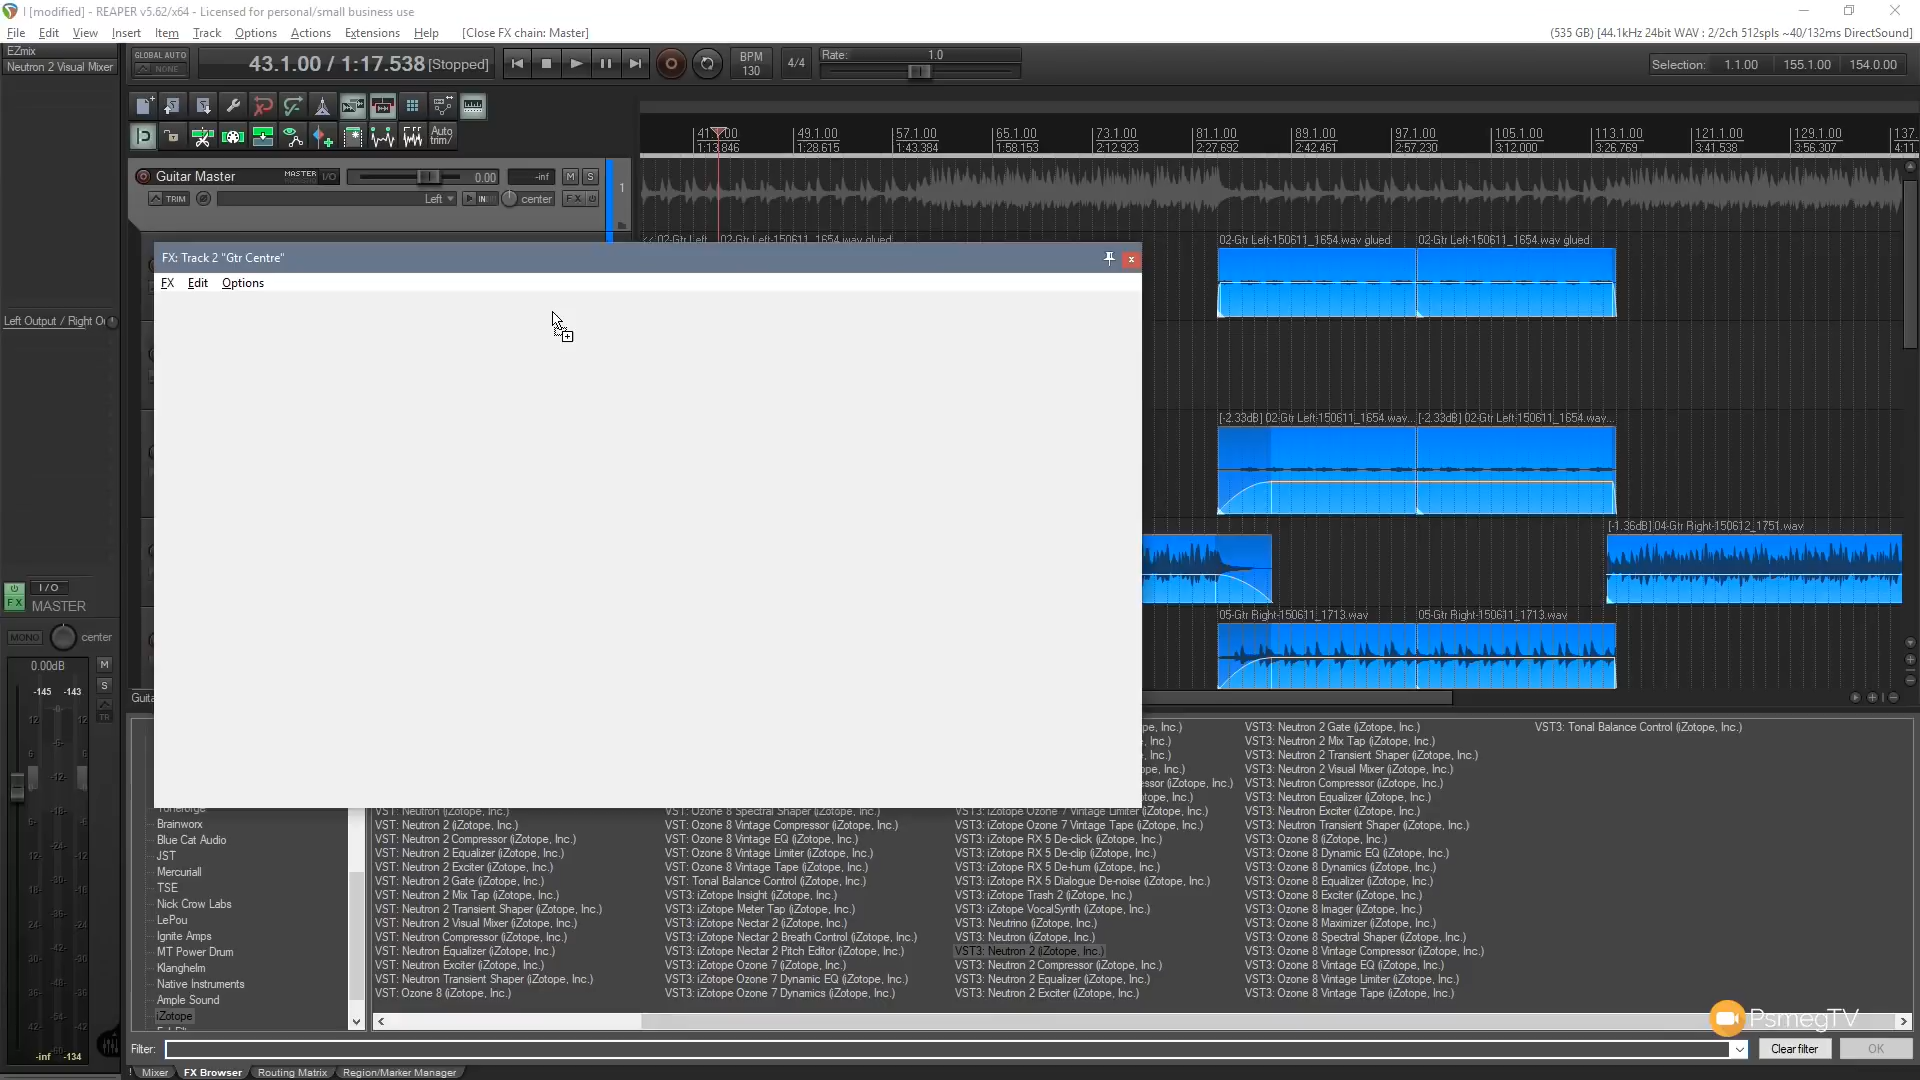 I [modified] - REAPER v5.62/x64 - Licensed for personal/small business use
File Edit View Insert Item Track Options Actions Extensions Help [Close FX chain: Master]
(535 GB) [44.1kHz 24bit WAV : 2/2ch 512spls ~40/132ms DirectSound]
EZmix
Neutron 2 Visual Mixer
GLOBAL AUTO
NONE
43.1.00 / 1:17.538 [Stopped]
BPM
130
4/4
Rate: 1.0
Selection: 1.1.00 155.1.00 154.0.00
Auto
trim/
49.1.00 57.1.00 65.1.00 73.1.00 81.1.00 89.1.00 97.1.00 105.1.00 113.1.00 121.1.00 129.1.00 137.
1:13.846 1:28.615 1:43.384 1:58.153 2:12.923 2:27.692 2:42.461 2:57.230 3:12.000 3:26.769 3:41.538 3:56.307 4:11.
Guitar Master MASTER I/O 0.00 -inf M S
TRIM Left IN center FX
1
02-Gtr Left 02-Gtr Left-150611_1654.wav glued
02-Gtr Left-150611_1654.wav glued 02-Gtr Left-150611_1654.wav glued
FX: Track 2 "Gtr Centre"
FX Edit Options
Left Output / Right O
[-2.33dB] 02-Gtr Left-150611_1654.wav... [-2.33dB] 02-Gtr Left-150611_1654.wav...
[-1.36dB] 04-Gtr Right-150612_1751.wav
05-Gtr Right-150611_1713.wav 05-Gtr Right-150611_1713.wav
I/O
FX MASTER
MONO center
0.00dB M
-145 -143 S
TR
-inf -134
Brainworx
Blue Cat Audio
JST
Mercuriall
TSE
Nick Crow Labs
LePou
Ignite Amps
MT Power Drum
Klanghelm
Native Instruments
Ample Sound
iZotope
VST: Neutron (iZotope, Inc.)
VST: Neutron 2 (iZotope, Inc.)
VST: Neutron 2 Compressor (iZotope, Inc.)
VST: Neutron 2 Equalizer (iZotope, Inc.)
VST: Neutron 2 Exciter (iZotope, Inc.)
VST: Neutron 2 Gate (iZotope, Inc.)
VST: Neutron 2 Mix Tap (iZotope, Inc.)
VST: Neutron 2 Transient Shaper (iZotope, Inc.)
VST: Neutron 2 Visual Mixer (iZotope, Inc.)
VST: Neutron Compressor (iZotope, Inc.)
VST: Neutron Equalizer (iZotope, Inc.)
VST: Neutron Exciter (iZotope, Inc.)
VST: Neutron Transient Shaper (iZotope, Inc.)
VST: Ozone 8 (iZotope, Inc.)
VST: Ozone 8 Spectral Shaper (iZotope, Inc.)
VST: Ozone 8 Vintage Compressor (iZotope, Inc.)
VST: Ozone 8 Vintage EQ (iZotope, Inc.)
VST: Ozone 8 Vintage Limiter (iZotope, Inc.)
VST: Ozone 8 Vintage Tape (iZotope, Inc.)
VST: Tonal Balance Control (iZotope, Inc.)
VST3: iZotope Insight (iZotope, Inc.)
VST3: iZotope Meter Tap (iZotope, Inc.)
VST3: iZotope Nectar 2 (iZotope, Inc.)
VST3: iZotope Nectar 2 Breath Control (iZotope, Inc.)
VST3: iZotope Nectar 2 Pitch Editor (iZotope, Inc.)
VST3: iZotope Ozone 7 (iZotope, Inc.)
VST3: iZotope Ozone 7 Dynamic EQ (iZotope, Inc.)
VST3: iZotope Ozone 7 Dynamics (iZotope, Inc.)
VST3: iZotope Ozone 7 Vintage Limiter (iZotope, Inc.)
VST3: iZotope Ozone 7 Vintage Tape (iZotope, Inc.)
VST3: iZotope RX 5 De-click (iZotope, Inc.)
VST3: iZotope RX 5 De-clip (iZotope, Inc.)
VST3: iZotope RX 5 De-hum (iZotope, Inc.)
VST3: iZotope RX 5 Dialogue De-noise (iZotope, Inc.)
VST3: iZotope Trash 2 (iZotope, Inc.)
VST3: iZotope VocalSynth (iZotope, Inc.)
VST3: Neutrino (iZotope, Inc.)
VST3: Neutron (iZotope, Inc.)
VST3: Neutron 2 (iZotope, Inc.)
VST3: Neutron 2 Compressor (iZotope, Inc.)
VST3: Neutron 2 Equalizer (iZotope, Inc.)
VST3: Neutron 2 Exciter (iZotope, Inc.)
VST3: Neutron 2 Gate (iZotope, Inc.)
VST3: Neutron 2 Mix Tap (iZotope, Inc.)
VST3: Neutron 2 Transient Shaper (iZotope, Inc.)
VST3: Neutron 2 Visual Mixer (iZotope, Inc.)
VST3: Neutron Compressor (iZotope, Inc.)
VST3: Neutron Equalizer (iZotope, Inc.)
VST3: Neutron Exciter (iZotope, Inc.)
VST3: Neutron Transient Shaper (iZotope, Inc.)
VST3: Ozone 8 (iZotope, Inc.)
VST3: Ozone 8 Dynamic EQ (iZotope, Inc.)
VST3: Ozone 8 Dynamics (iZotope, Inc.)
VST3: Ozone 8 Equalizer (iZotope, Inc.)
VST3: Ozone 8 Exciter (iZotope, Inc.)
VST3: Ozone 8 Imager (iZotope, Inc.)
VST3: Ozone 8 Maximizer (iZotope, Inc.)
VST3: Ozone 8 Spectral Shaper (iZotope, Inc.)
VST3: Ozone 8 Vintage Compressor (iZotope, Inc.)
VST3: Ozone 8 Vintage EQ (iZotope, Inc.)
VST3: Ozone 8 Vintage Limiter (iZotope, Inc.)
VST3: Ozone 8 Vintage Tape (iZotope, Inc.)
VST3: Tonal Balance Control (iZotope, Inc.)
PsmegTV
Filter: Clear filter OK
! Mixer FX Browser Routing Matrix Region/Marker Manager